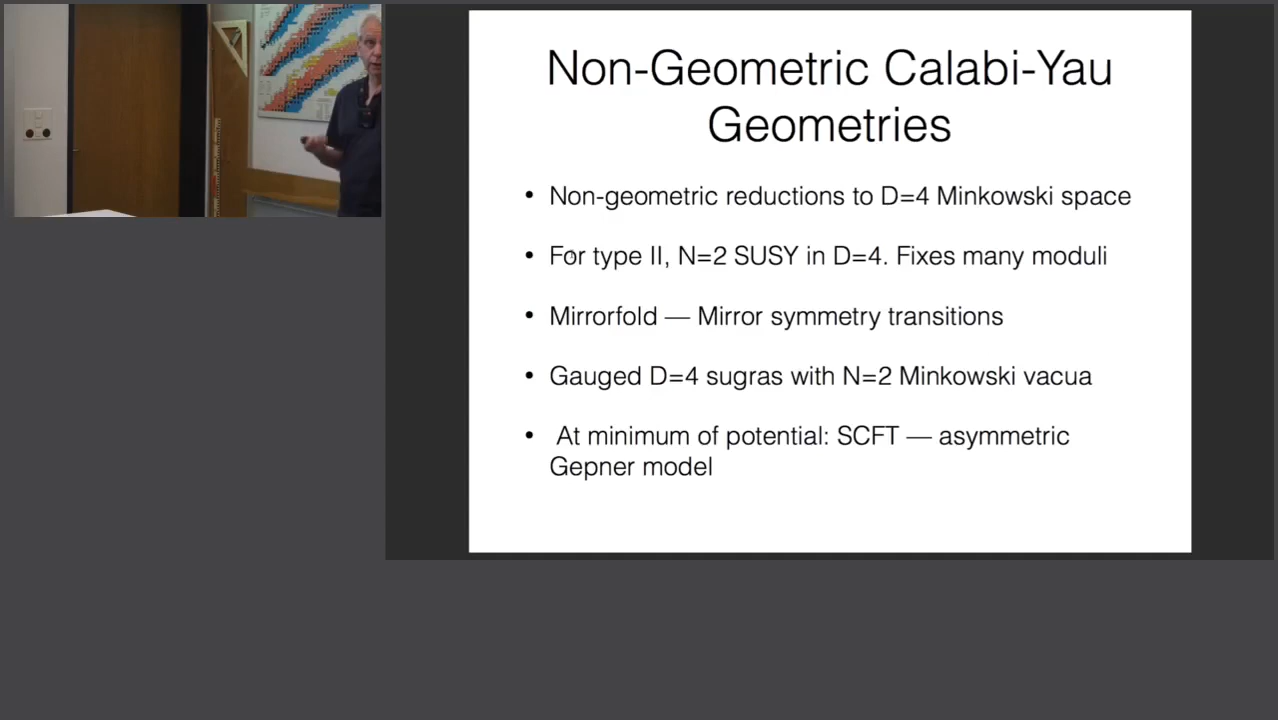 Non-Geometric Calabi-Yau
Geometries
• Non-geometric reductions to D=4 Minkowski space
• For type II, N=2 SUSY in D=4. Fixes many moduli
• Mirrorfold — Mirror symmetry transitions
• Gauged D=4 sugras with N=2 Minkowski vacua
• At minimum of potential: SCFT — asymmetric
Gepner model